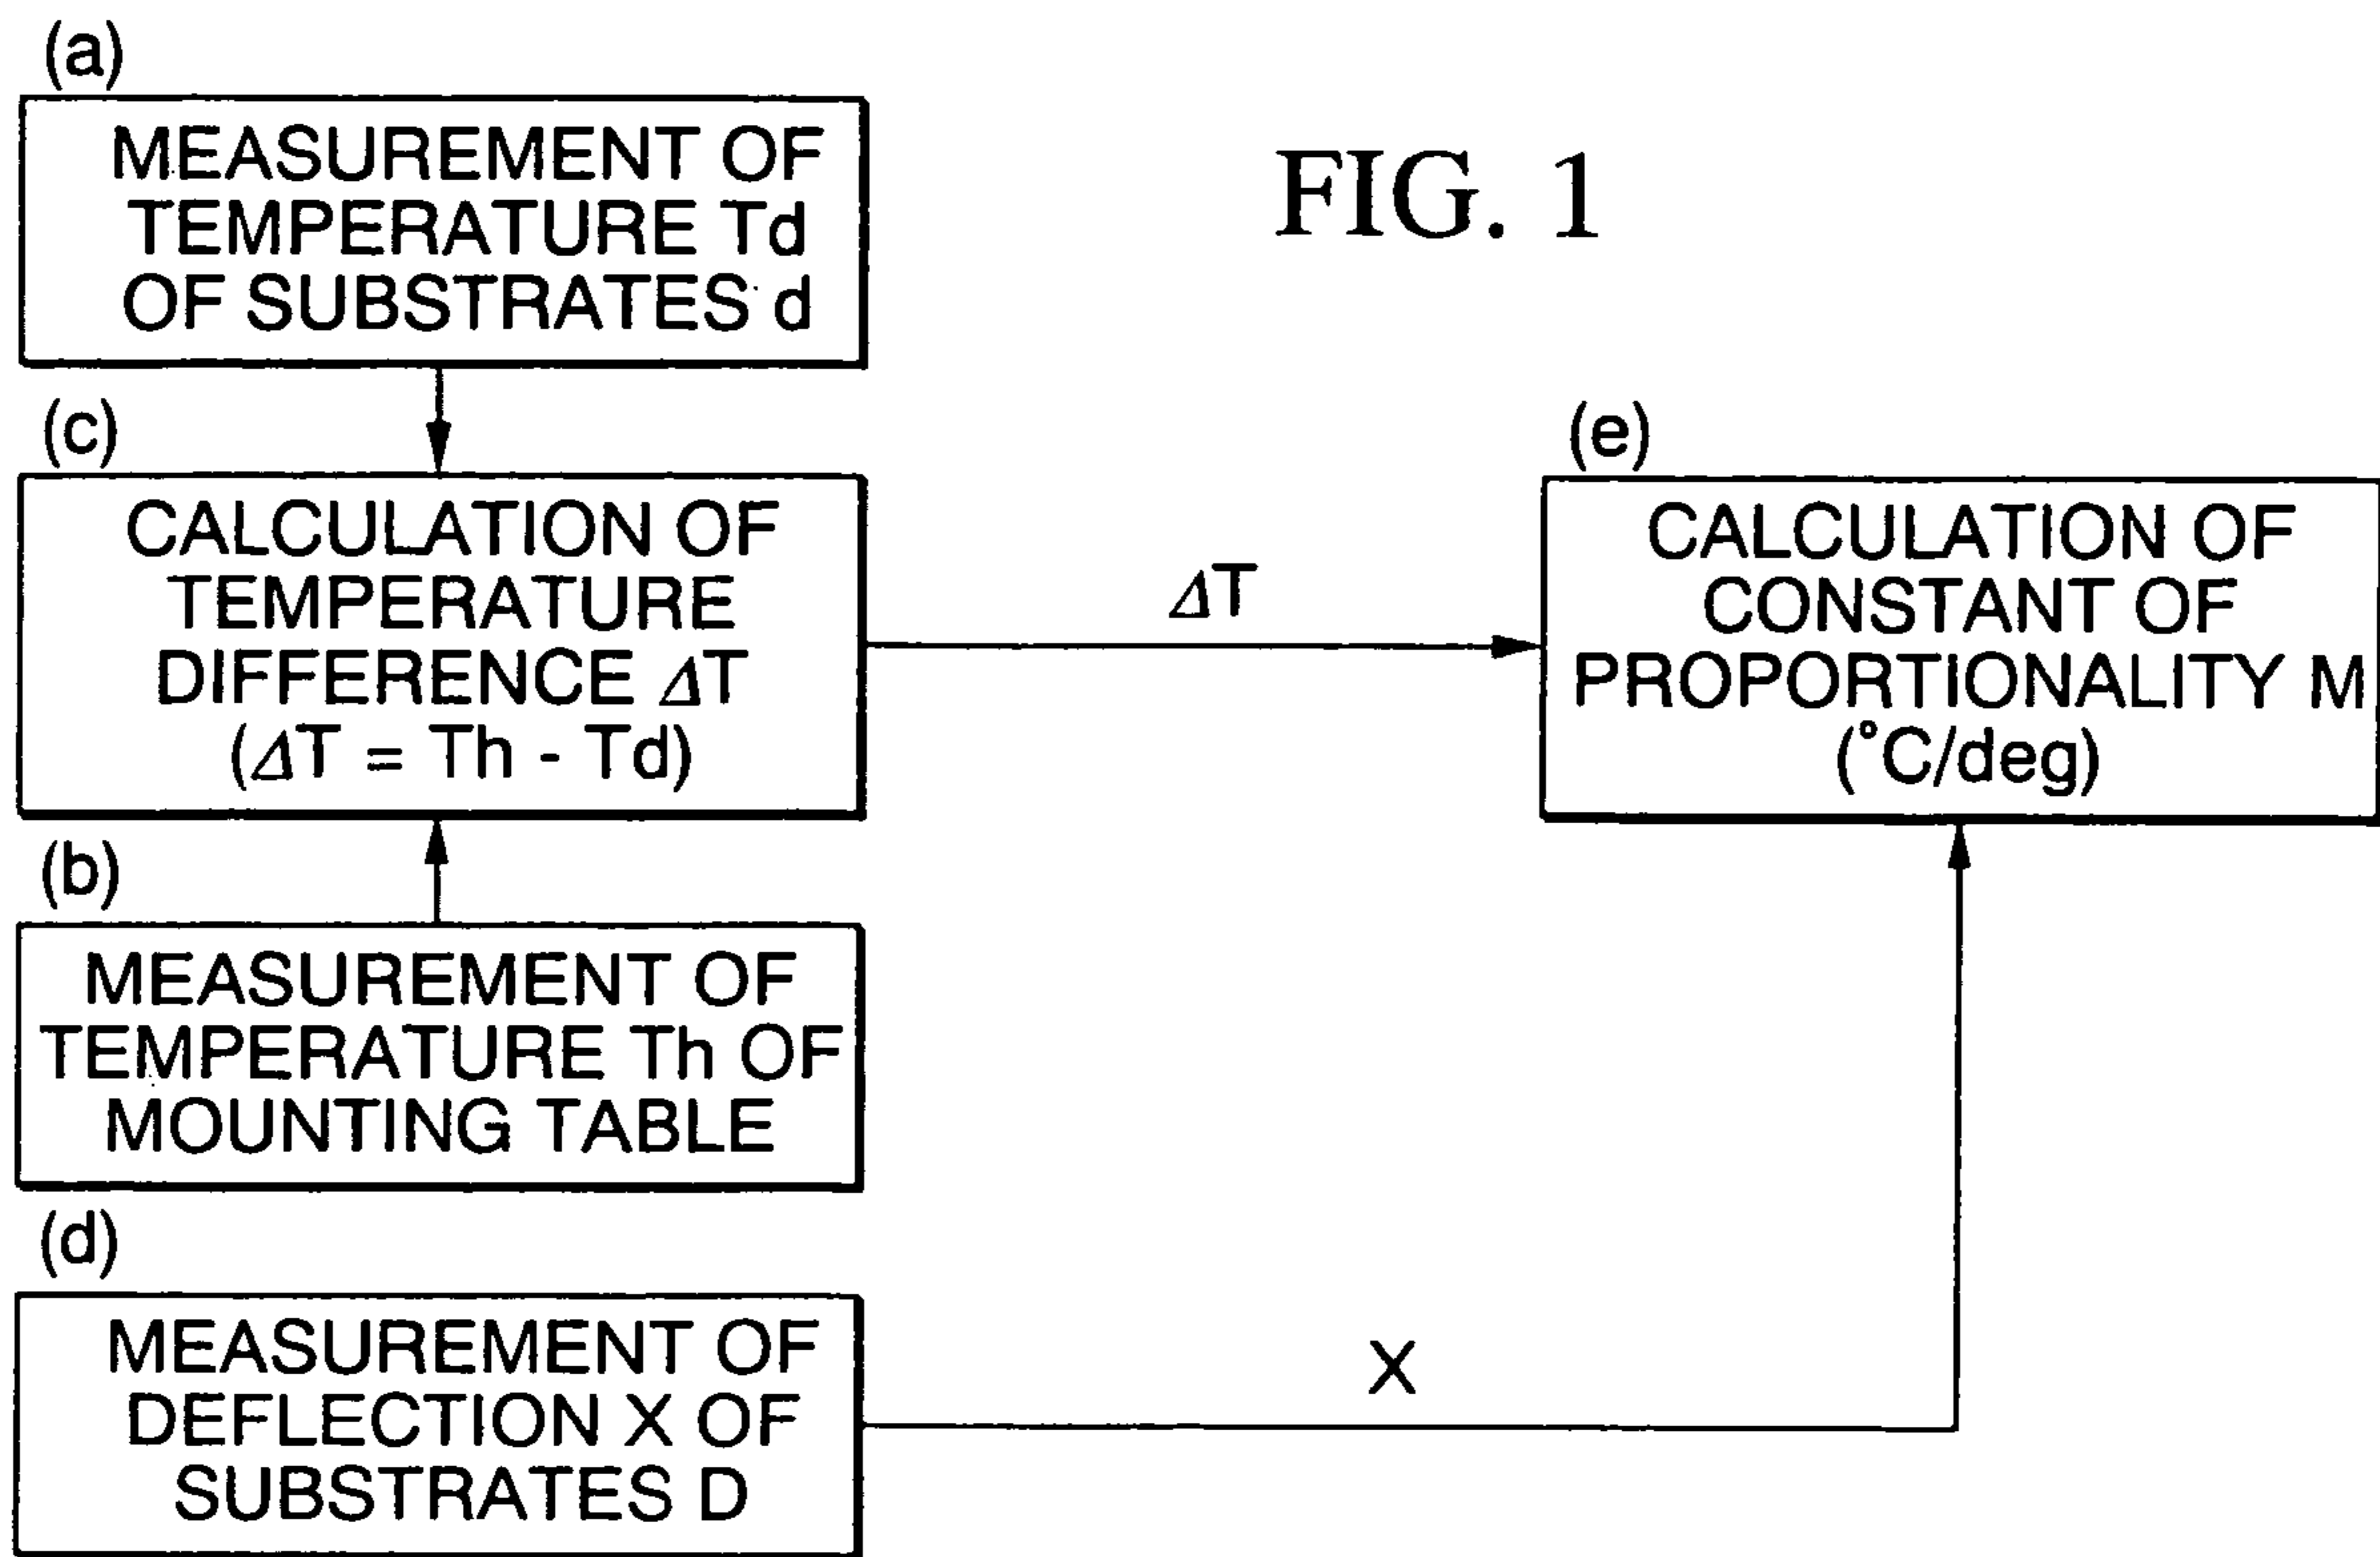 (a)
MEASUREMENT OF
TEMPERATURE Td
OF SUBSTRATES d
FIG. 1
(c)
CALCULATION OF
TEMPERATURE
DIFFERENCE ΔT
(ΔT = Th - Td)
ΔT
(e)
CALCULATION OF
CONSTANT OF
PROPORTIONALITY M
(°C/deg)
(b)
MEASUREMENT OF
TEMPERATURE Th OF
MOUNTING TABLE
(d)
MEASUREMENT OF
DEFLECTION X OF
SUBSTRATES D
X